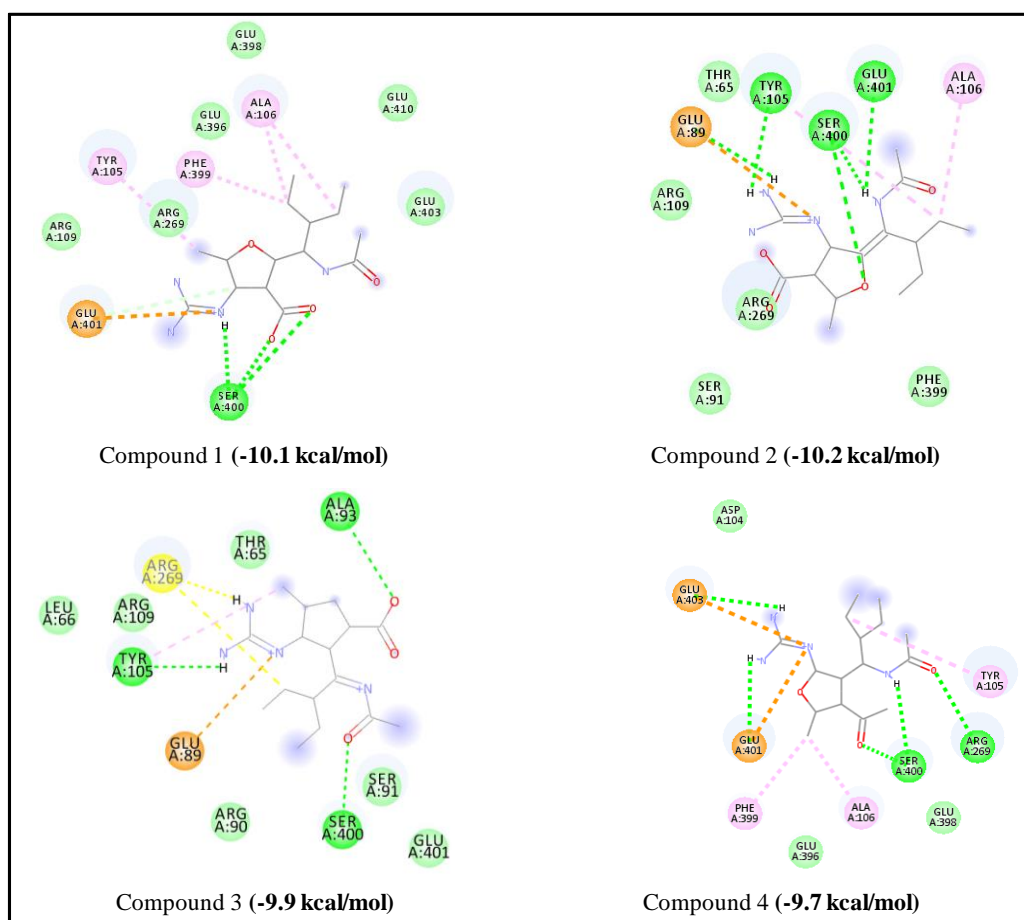 GLU
A:398
ALA
A:106
GLU
A:410
GLU
A:396
TYR
A:105
PHE
A:399
ARG
A:269
GLU
A:403
ARG
A:109
O
N
N
O
O
GLU
A:401
N
N
H
O
SER
A:400
Compound 1 (-10.1 kcal/mol)
THR
A:65
TYR
A:105
GLU
A:401
ALA
A:106
GLU
A:89
SER
A:400
H
N
H
H
N
O
ARG
A:109
N
N
O
O
O
ARG
A:269
SER
A:91
PHE
A:399
Compound 2 (-10.2 kcal/mol)
ALA
A:93
THR
A:65
ARG
A:269
LEU
A:66
ARG
A:109
H
N
O
TYR
A:105
N
H
N
O
N
GLU
A:89
O
SER
A:91
ARG
A:90
SER
A:400
GLU
A:401
Compound 3 (-9.9 kcal/mol)
ASP
A:104
GLU
A:403
H
N
H
N
N
N
H
O
O
TYR
A:105
GLU
A:401
O
SER
A:400
ARG
A:269
PHE
A:399
ALA
A:106
GLU
A:398
GLU
A:396
Compound 4 (-9.7 kcal/mol)